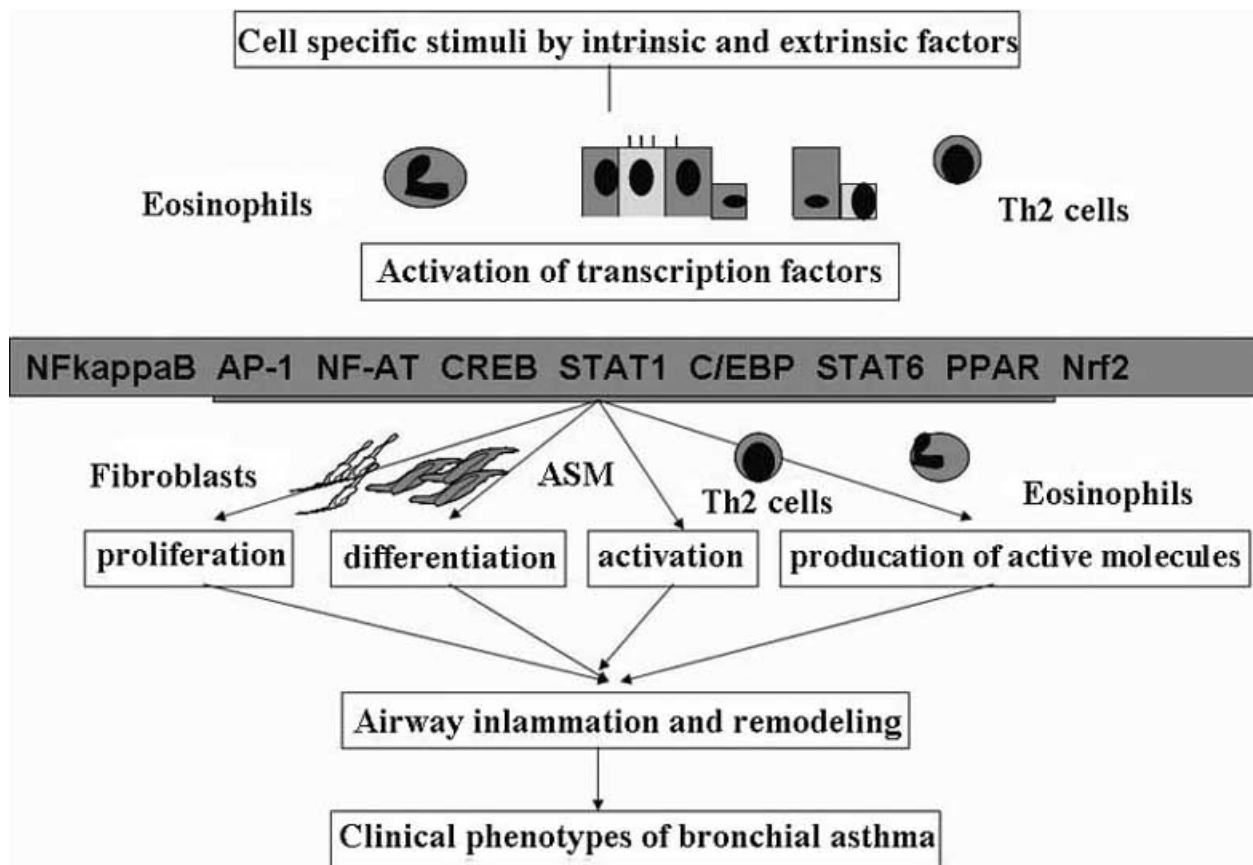 Cell specific stimuli by intrinsic and extrinsic factors
Eosinophils
Th2 cells
Activation of transcription factors
NFkappaB AP-1 NF-AT CREB STAT1 C/EBP STAT6 PPAR Nrf2
Fibroblasts
ASM
Th2 cells
Eosinophils
proliferation
differentiation
activation
producation of active molecules
Airway inlammation and remodeling
Clinical phenotypes of bronchial asthma